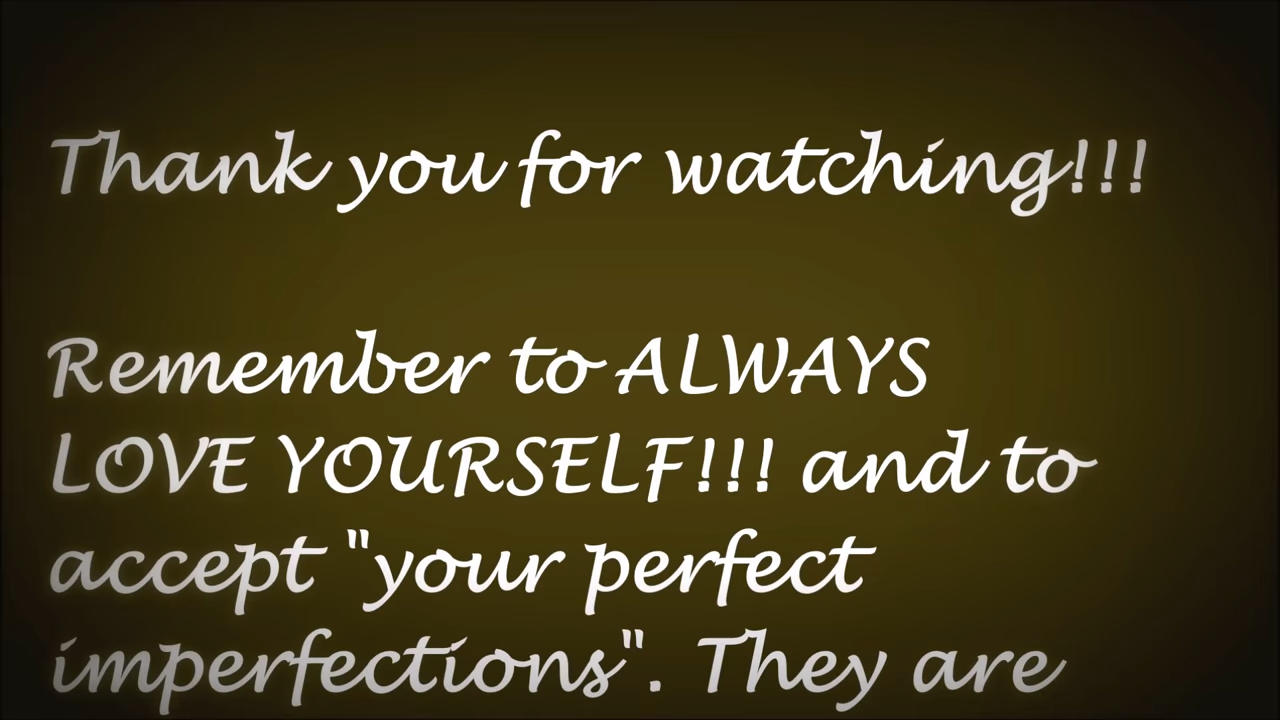 Thank you for watching!!!
Remember to ALWAYS
LOVE YOURSELF!!! and to
accept "your perfect
imperfections". They are